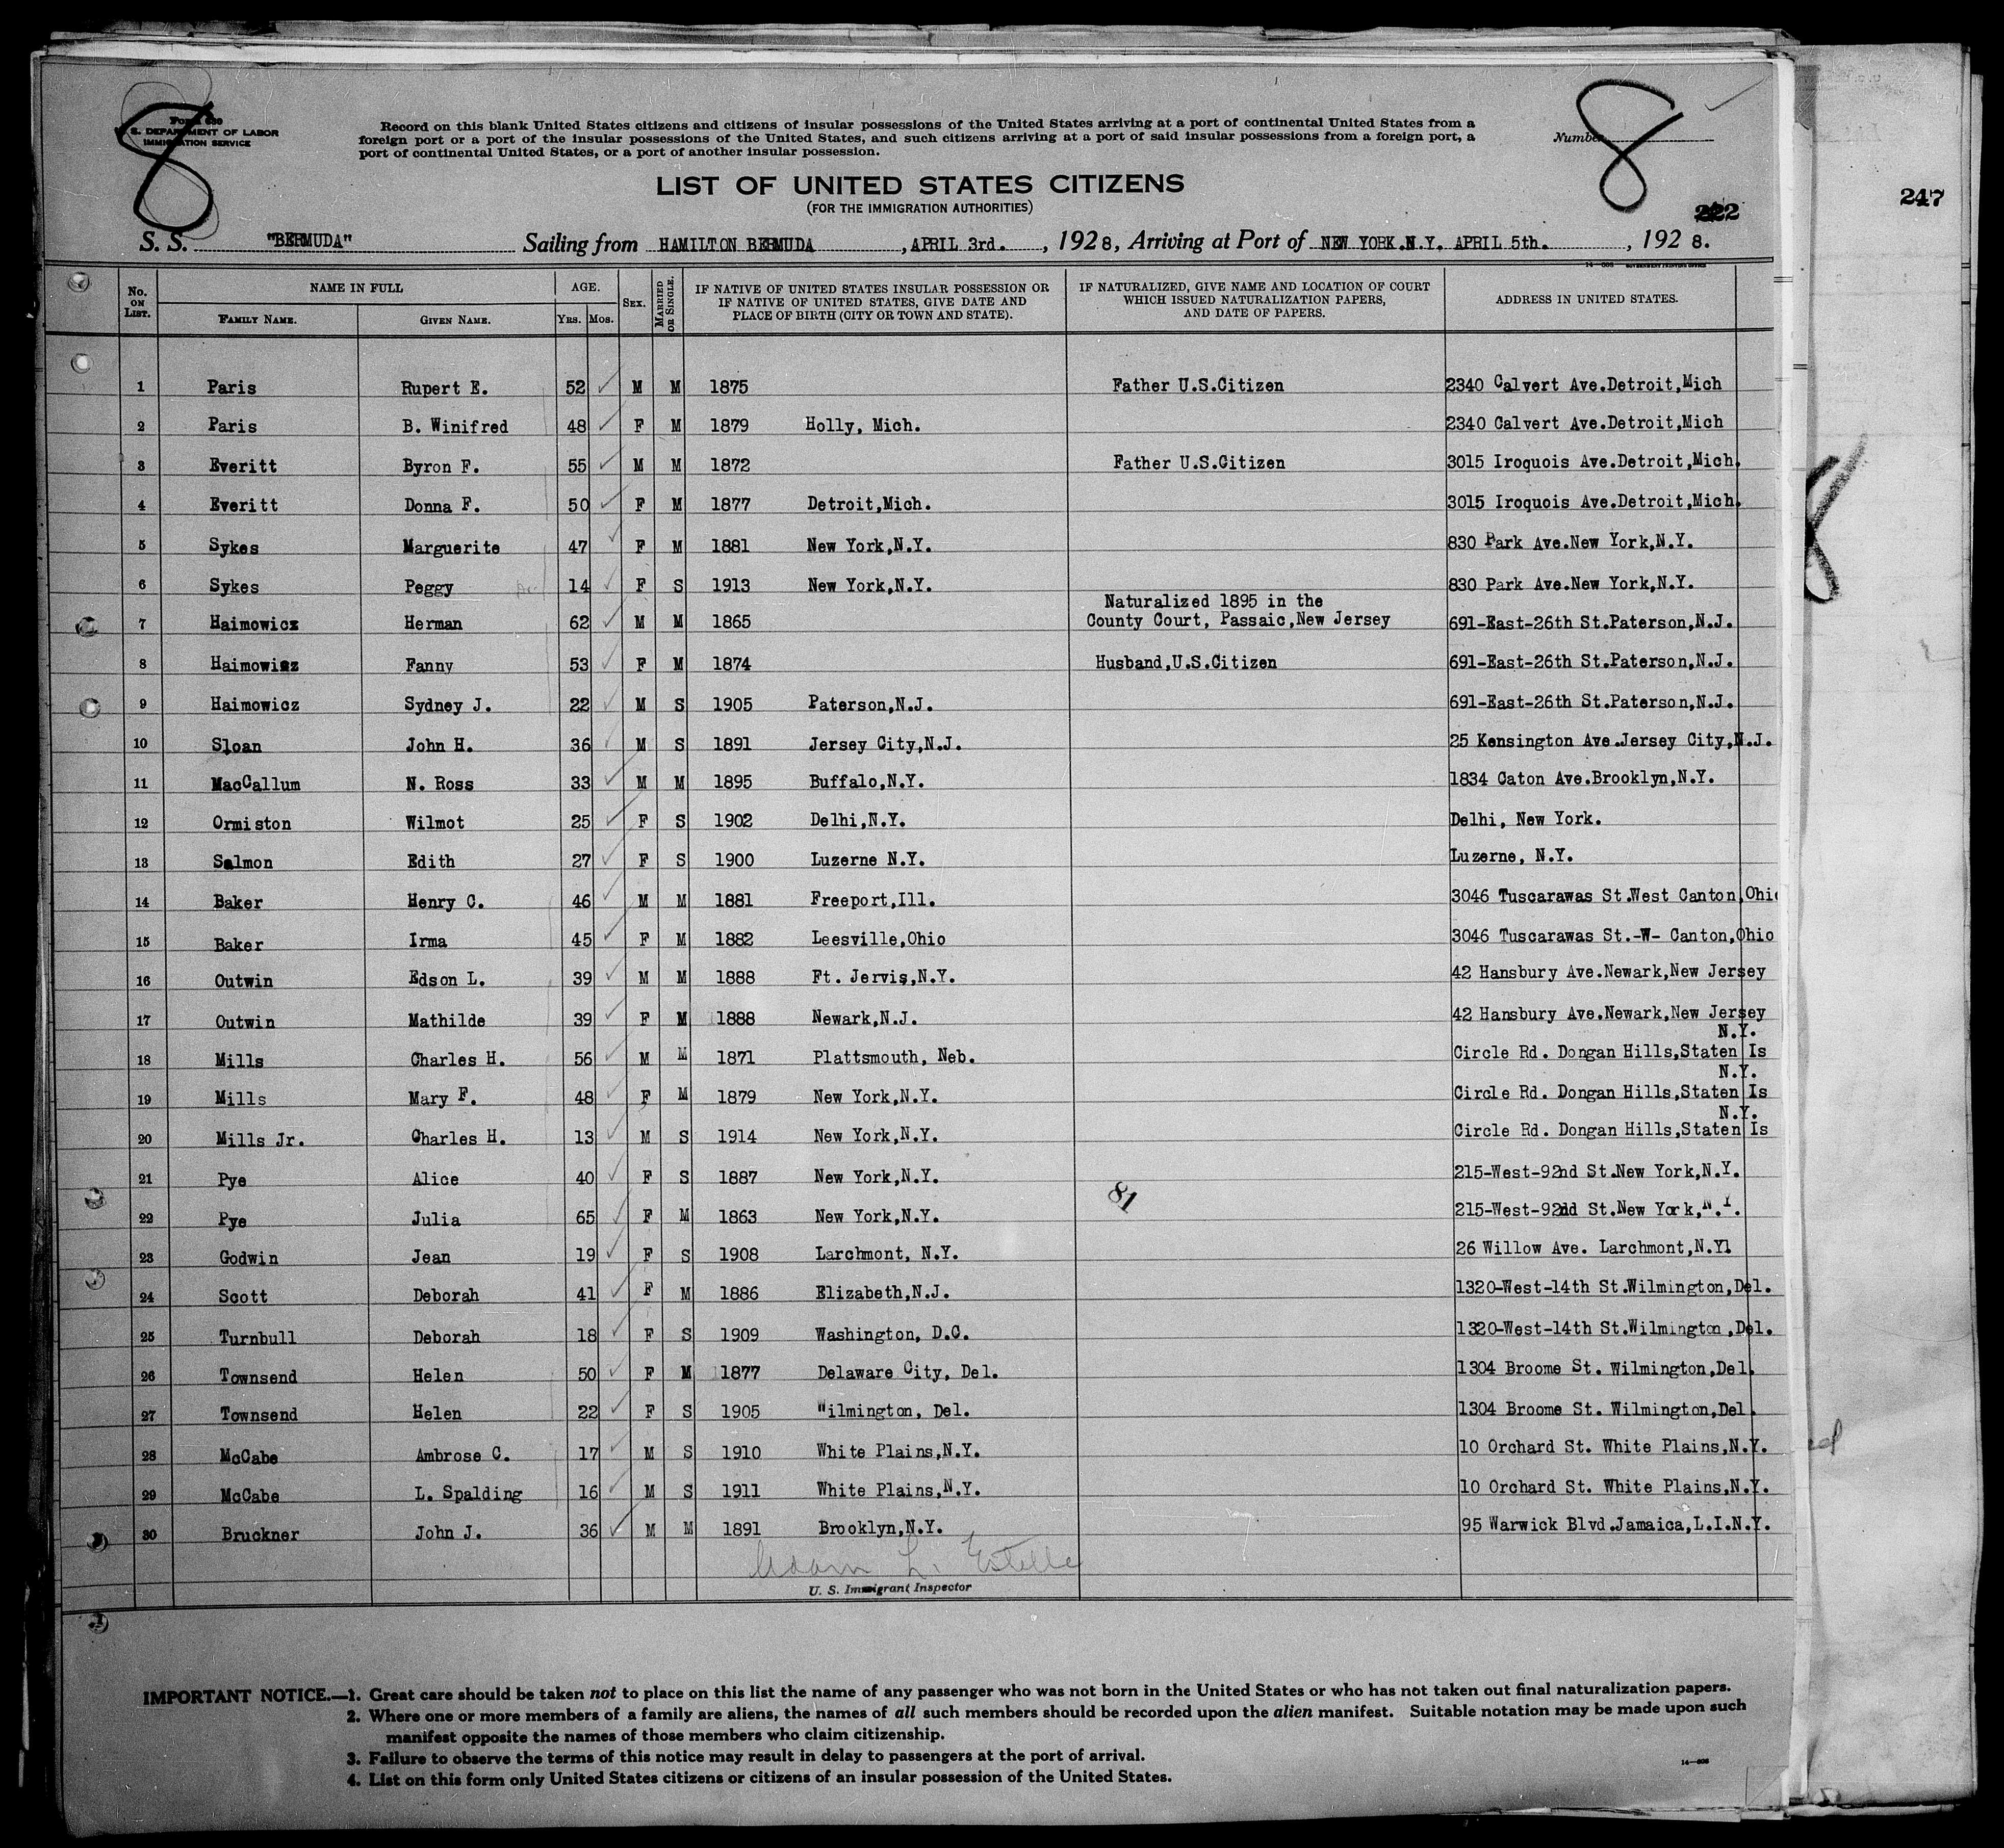 8
Form 630
U. S. DEPARTMENT OF LABOR
IMMIGRATION SERVICE
Record on this blank United States citizens and citizens of insular possessions of the United States arriving at a port of continental United States from a
foreign port or a port of the insular possessions of the United States, and such citizens arriving at a port of said insular possessions from a foreign port, a
port of continental United States, or a port of another insular possession.
Number 8
LIST OF UNITED STATES CITIZENS
(FOR THE IMMIGRATION AUTHORITIES)
222
247
S. S. "BERMUDA" Sailing from HAMILTON BERMUDA , APRIL 3rd. , 1928, Arriving at Port of NEW YORK.N.Y. APRIL 5th. , 1928.
No. ON LIST. NAME IN FULL FAMILY NAME. GIVEN NAME. AGE. YRS. MOS. SEX. MARRIED OR SINGLE. IF NATIVE OF UNITED STATES INSULAR POSSESSION OR IF NATIVE OF UNITED STATES, GIVE DATE AND PLACE OF BIRTH (CITY OR TOWN AND STATE). IF NATURALIZED, GIVE NAME AND LOCATION OF COURT WHICH ISSUED NATURALIZATION PAPERS, AND DATE OF PAPERS. ADDRESS IN UNITED STATES.
1 Paris Rupert E. 52 M M 1875 Father U.S.Citizen 2340 Calvert Ave.Detroit,Mich
2 Paris B. Winifred 48 F M 1879 Holly, Mich. 2340 Calvert Ave.Detroit,Mich
3 Everitt Byron F. 55 M M 1872 Father U.S.Citizen 3015 Iroquois Ave.Detroit,Mich.
4 Everitt Donna F. 50 F M 1877 Detroit,Mich. 3015 Iroquois Ave.Detroit,Mich.
5 Sykes Marguerite 47 F M 1881 New York,N.Y. 830 Park Ave.New York,N.Y.
6 Sykes Peggy 14 F S 1913 New York,N.Y. 830 Park Ave.New York,N.Y.
Naturalized 1895 in the
7 Haimowicz Herman 62 M M 1865 County Court, Passaic,New Jersey 691-East-26th St.Paterson,N.J.
8 Haimowicz Fanny 53 F M 1874 Husband,U.S.Citizen 691-East-26th St.Paterson,N.J.
9 Haimowicz Sydney J. 22 M S 1905 Paterson,N.J. 691-East-26th St.Paterson,N.J.
10 Sloan John H. 36 M S 1891 Jersey City,N.J. 25 Kensington Ave.Jersey City,N.J.
11 MacCallum N. Ross 33 M M 1895 Buffalo,N.Y. 1834 Caton Ave.Brooklyn,N.Y.
12 Ormiston Wilmot 25 F S 1902 Delhi,N.Y. Delhi, New York.
13 Salmon Edith 27 F S 1900 Luzerne N.Y. Luzerne, N.Y.
14 Baker Henry C. 46 M M 1881 Freeport,Ill. 3046 Tuscarawas St.West Canton,Ohio
15 Baker Irma 45 F M 1882 Leesville,Ohio 3046 Tuscarawas St.-W- Canton,Ohio
16 Outwin Edson L. 39 M M 1888 Ft. Jervis,N.Y. 42 Hansbury Ave.Newark,New Jersey
17 Outwin Mathilde 39 F M 1888 Newark,N.J. 42 Hansbury Ave.Newark,New Jersey
N.Y.
18 Mills Charles H. 56 M M 1871 Plattsmouth, Neb. Circle Rd. Dongan Hills,Staten Is
N.Y.
19 Mills Mary F. 48 F M 1879 New York,N.Y. Circle Rd. Dongan Hills,Staten Is
N.Y.
20 Mills Jr. Charles H. 13 M S 1914 New York,N.Y. Circle Rd. Dongan Hills,Staten Is
21 Pye Alice 40 F S 1887 New York,N.Y. 215-West-92nd St.New York,N.Y.
81
22 Pye Julia 65 F M 1863 New York,N.Y. 215-West-92nd St.New York,N.Y.
23 Godwin Jean 19 F S 1908 Larchmont, N.Y. 26 Willow Ave. Larchmont,N.Y.
24 Scott Deborah 41 F M 1886 Elizabeth,N.J. 1320-West-14th St.Wilmington,Del.
25 Turnbull Deborah 18 F S 1909 Washington, D.C. 1320-West-14th St.Wilmington,Del.
26 Townsend Helen 50 F M 1877 Delaware City, Del. 1304 Broome St. Wilmington,Del.
27 Townsend Helen 22 F S 1905 Wilmington, Del. 1304 Broome St. Wilmington,Del.
28 McCabe Ambrose C. 17 M S 1910 White Plains,N.Y. 10 Orchard St. White Plains,N.Y.
29 McCabe L. Spalding 16 M S 1911 White Plains,N.Y. 10 Orchard St. White Plains,N.Y.
30 Bruckner John J. 36 M M 1891 Brooklyn,N.Y. 95 Warwick Blvd.Jamaica,L.I.N.Y.
Adam L. Estelle
U. S. Immigrant Inspector
IMPORTANT NOTICE.—1. Great care should be taken not to place on this list the name of any passenger who was not born in the United States or who has not taken out final naturalization papers.
2. Where one or more members of a family are aliens, the names of all such members should be recorded upon the alien manifest. Suitable notation may be made upon such
manifest opposite the names of those members who claim citizenship.
3. Failure to observe the terms of this notice may result in delay to passengers at the port of arrival.
4. List on this form only United States citizens or citizens of an insular possession of the United States.